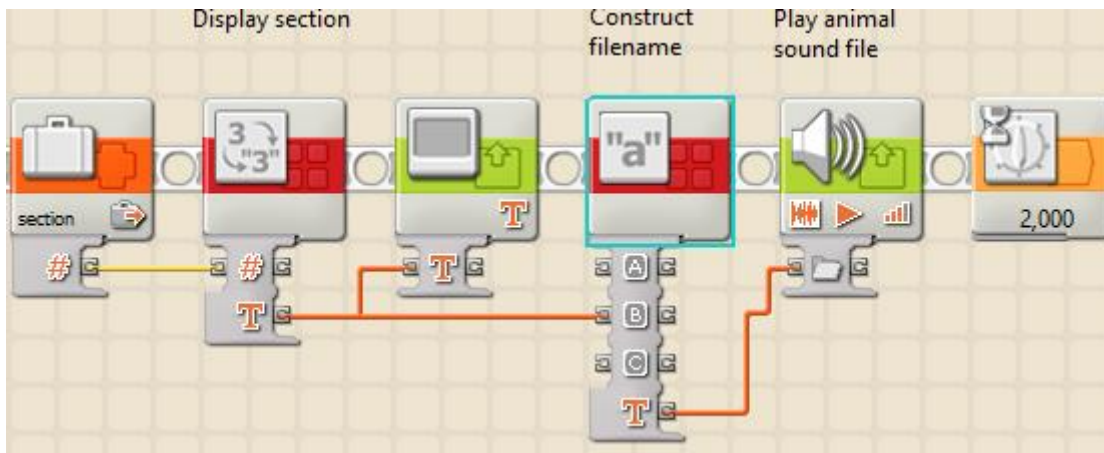 Display section
Construct
filename
Play animal
sound file
3
"3"
"a"
section
T
2,000
#
#
T
A
T
B
C
T